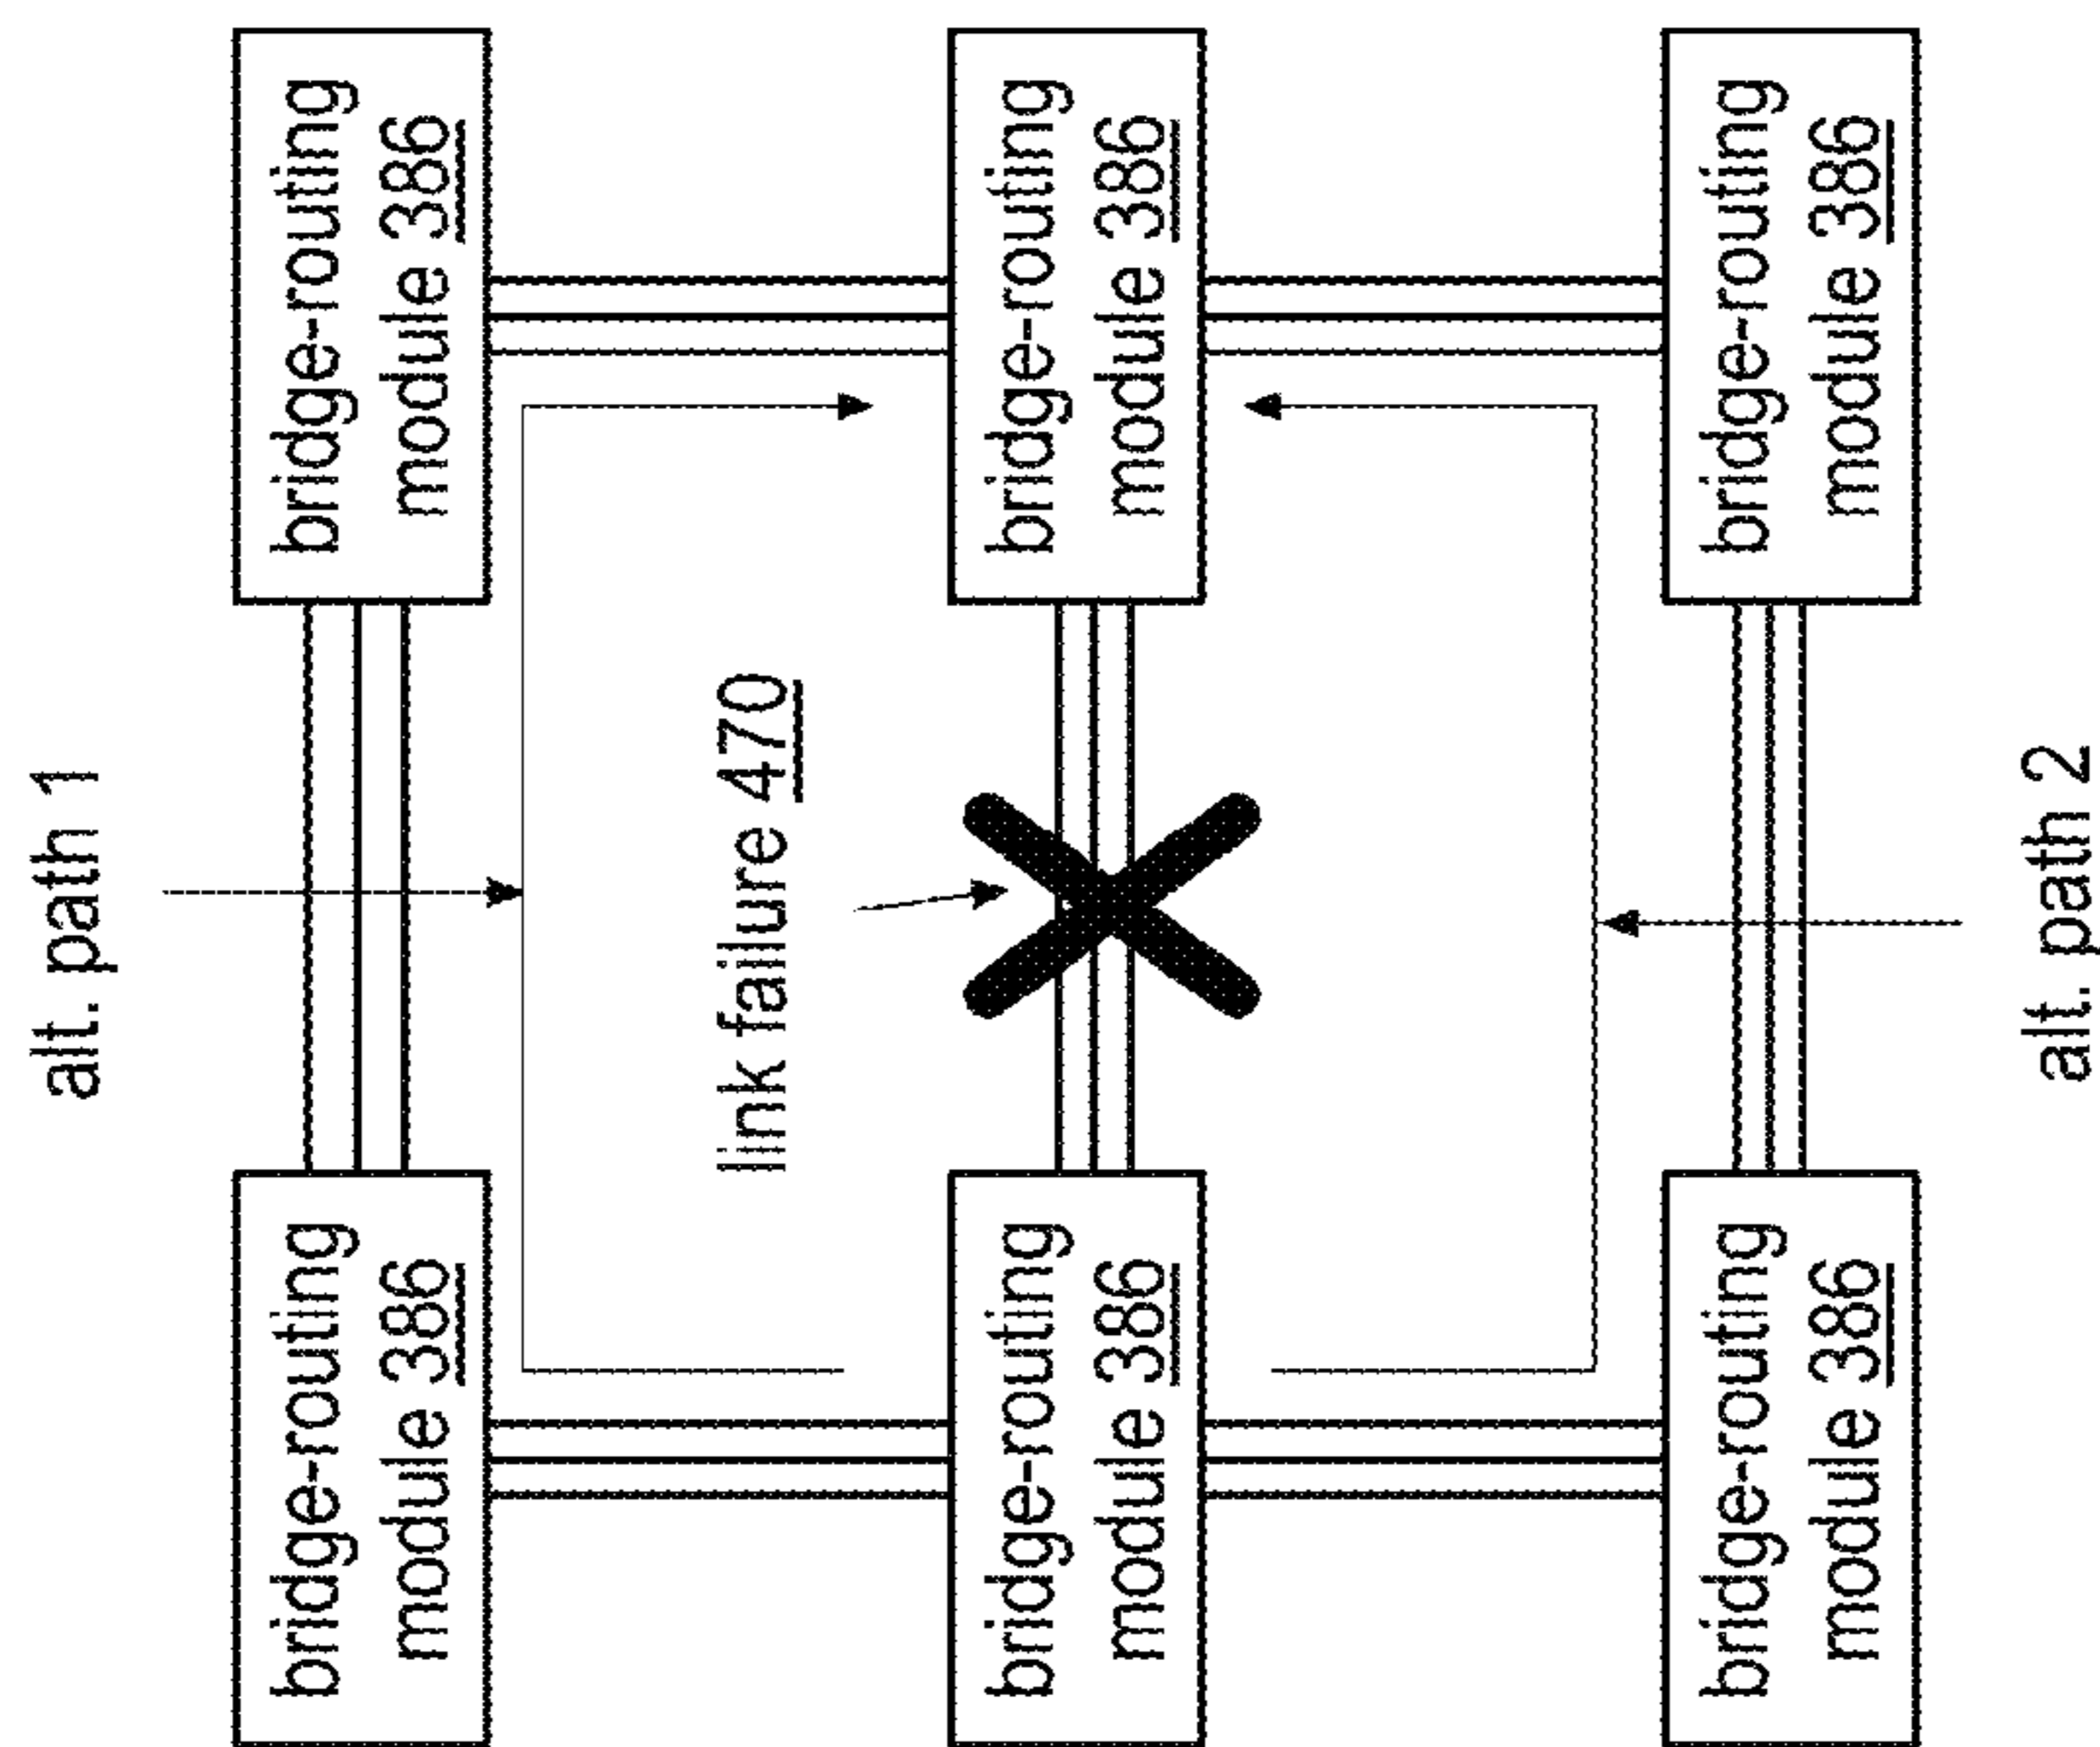 alt. path 1
bridge-routing
module 386
bridge-routing
module 386
link failure 470
bridge-routing
module 386
bridge-routing
module 386
bridge-routing
module 386
bridge-routing
module 386
alt. path 2